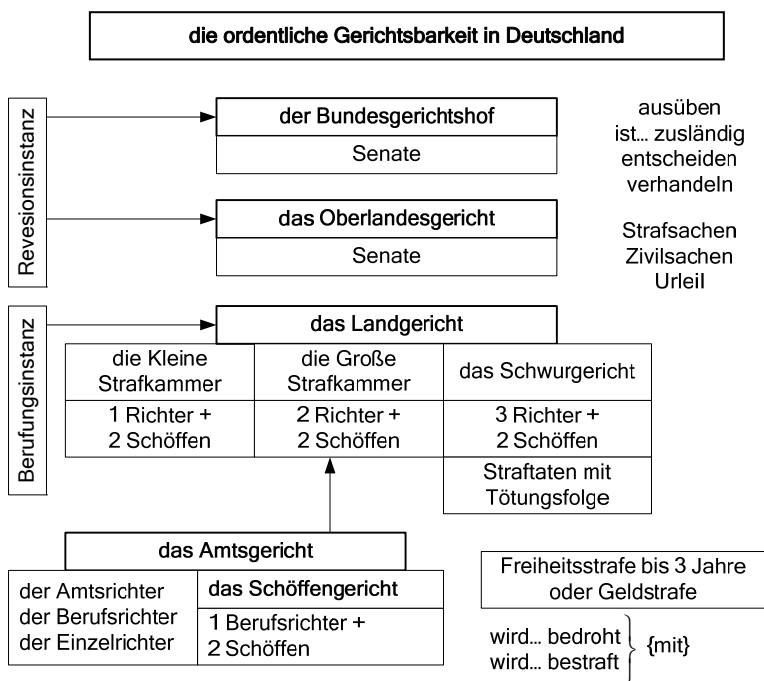 die ordentliche Gerichtsbarkeit in Deutschland
Revesionsinstanz
der Bundesgerichtshof
Senate
das Oberlandesgericht
Senate
ausüben
ist... zusländig
entscheiden
verhandeln
Strafsachen
Zivilsachen
Urleil
Berufungsinstanz
das Landgericht
die Kleine
Strafkammer
1 Richter +
2 Schöffen
die Große
Strafkammer
2 Richter +
2 Schöffen
das Schwurgericht
3 Richter +
2 Schöffen
Straftaten mit
Tötungsfolge
das Amtsgericht
der Amtsrichter
der Berufsrichter
der Einzelrichter
das Schöffengericht
1 Berufsrichter +
2 Schöffen
Freiheitsstrafe bis 3 Jahre
oder Geldstrafe
wird... bedroht
wird... bestraft
{mit}